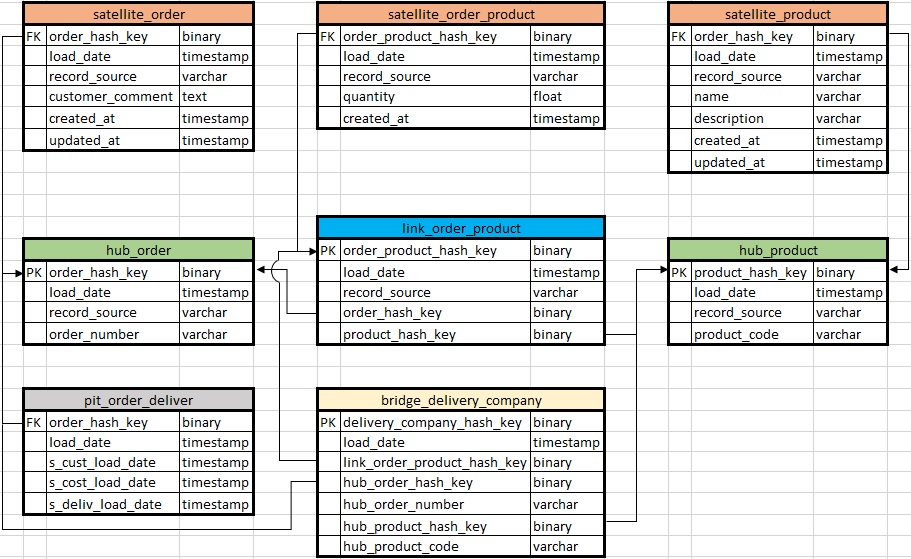 satellite_order
FK order_hash_key binary
load_date timestamp
record_source varchar
customer_comment text
created_at timestamp
updated_at timestamp
satellite_order_product
FK order_product_hash_key binary
load_date timestamp
record_source varchar
quantity float
created_at timestamp
satellite_product
FK order_hash_key binary
load_date timestamp
record_source varchar
name varchar
description varchar
created_at timestamp
updated_at timestamp
hub_order
PK order_hash_key binary
load_date timestamp
record_source varchar
order_number varchar
link_order_product
PK order_product_hash_key binary
load_date timestamp
record_source varchar
order_hash_key binary
product_hash_key binary
hub_product
PK product_hash_key binary
load_date timestamp
record_source varchar
product_code varchar
pit_order_deliver
FK order_hash_key binary
load_date timestamp
s_cust_load_date timestamp
s_cost_load_date timestamp
s_deliv_load_date timestamp
bridge_delivery_company
PK delivery_company_hash_key binary
load_date timestamp
link_order_product_hash_key binary
hub_order_hash_key binary
hub_order_number varchar
hub_product_hash_key binary
hub_product_code varchar